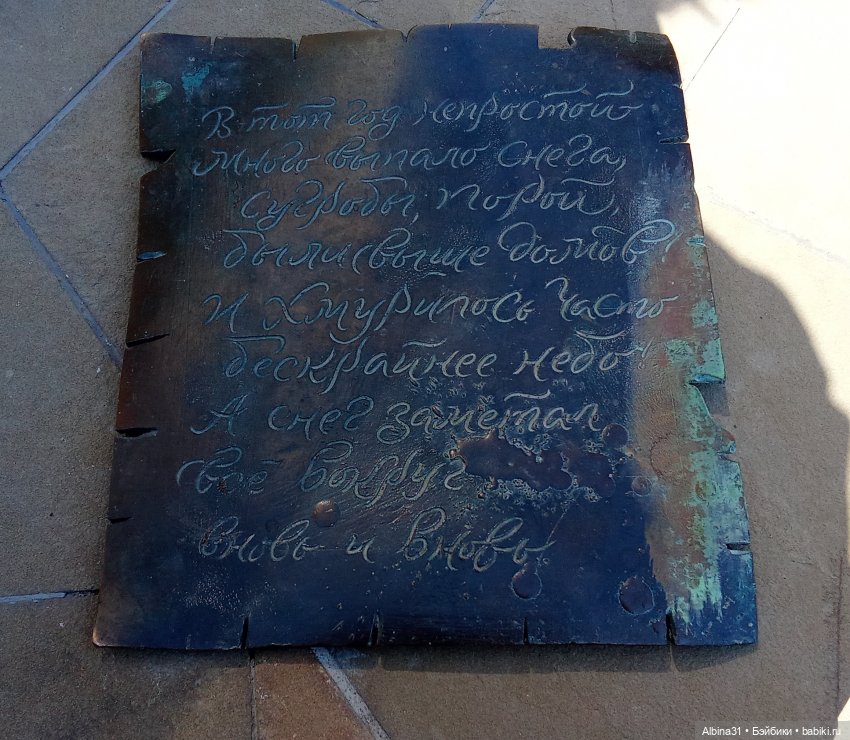 В тот год непростой
Много выпало снега,
Сугробы, порой,
были выше домов!
И хмурилось часто
бескрайнее небо!
А снег заметал
всё вокруг
вновь и вновь
Albina31 • Бэйбики • babiki.ru